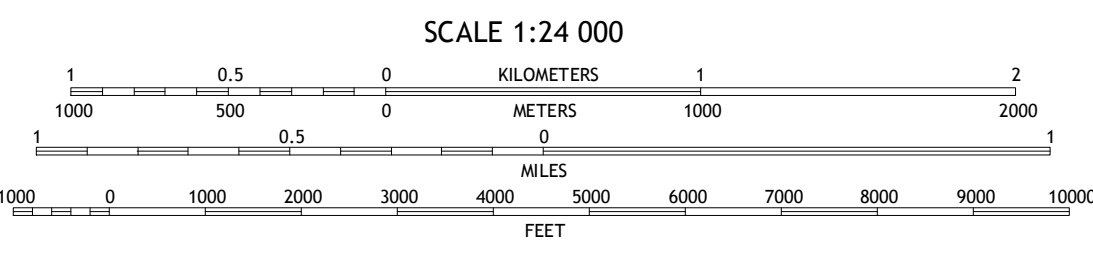 SCALE 1:24 000
1 0.5 0 KILOMETERS 1 2
1000 500 0 METERS 1000 2000
1 0.5 0 1
MILES
1000 0 1000 2000 3000 4000 5000 6000 7000 8000 9000 10000
FEET